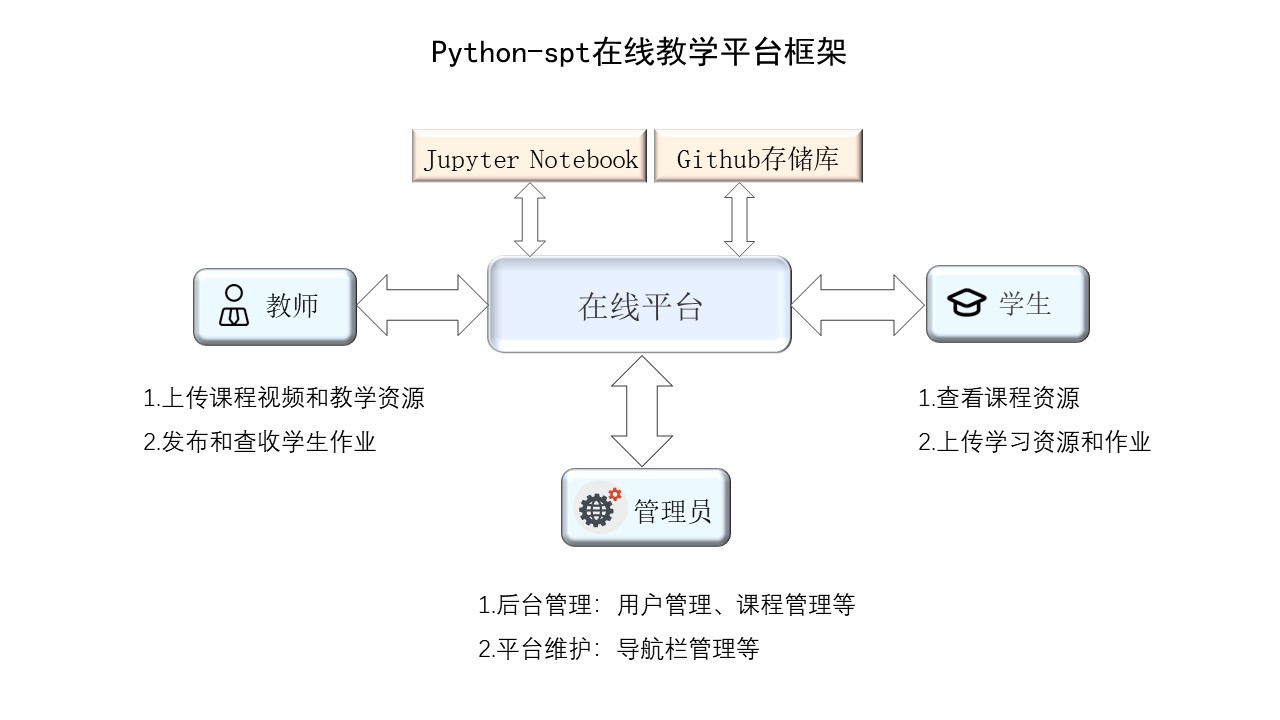 Python-spt在线教学平台框架
Jupyter Notebook
Github存储库
教师
在线平台
学生
1.上传课程视频和教学资源
2.发布和查收学生作业
1.查看课程资源
2.上传学习资源和作业
管理员
1.后台管理：用户管理、课程管理等
2.平台维护：导航栏管理等